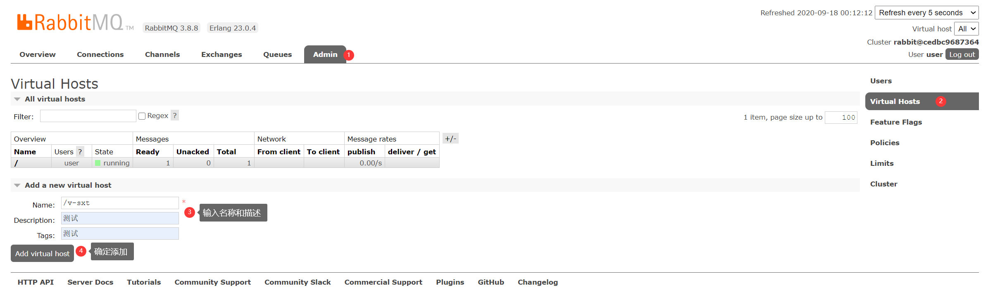 Refreshed 2020-09-18 00:12:12 Refresh every 5 seconds
RabbitMQ TM RabbitMQ 3.8.8 Erlang 23.0.4
Virtual host All
Cluster rabbit@cedbc9687364
User user Log out
Overview Connections Channels Exchanges Queues Admin 1
Virtual Hosts
All virtual hosts
Filter: Regex ? 1 item, page size up to 100
Overview Messages Network Message rates +/-
Name Users ? State Ready Unacked Total From client To client publish deliver / get
/ user running 1 0 1 0.00/s
Add a new virtual host
Name: /v-sxt *
3 输入名称和描述
Description: 测试
Tags: 测试
Add virtual host 4 确定添加
Users
Virtual Hosts 2
Feature Flags
Policies
Limits
Cluster
HTTP API Server Docs Tutorials Community Support Community Slack Commercial Support Plugins GitHub Changelog